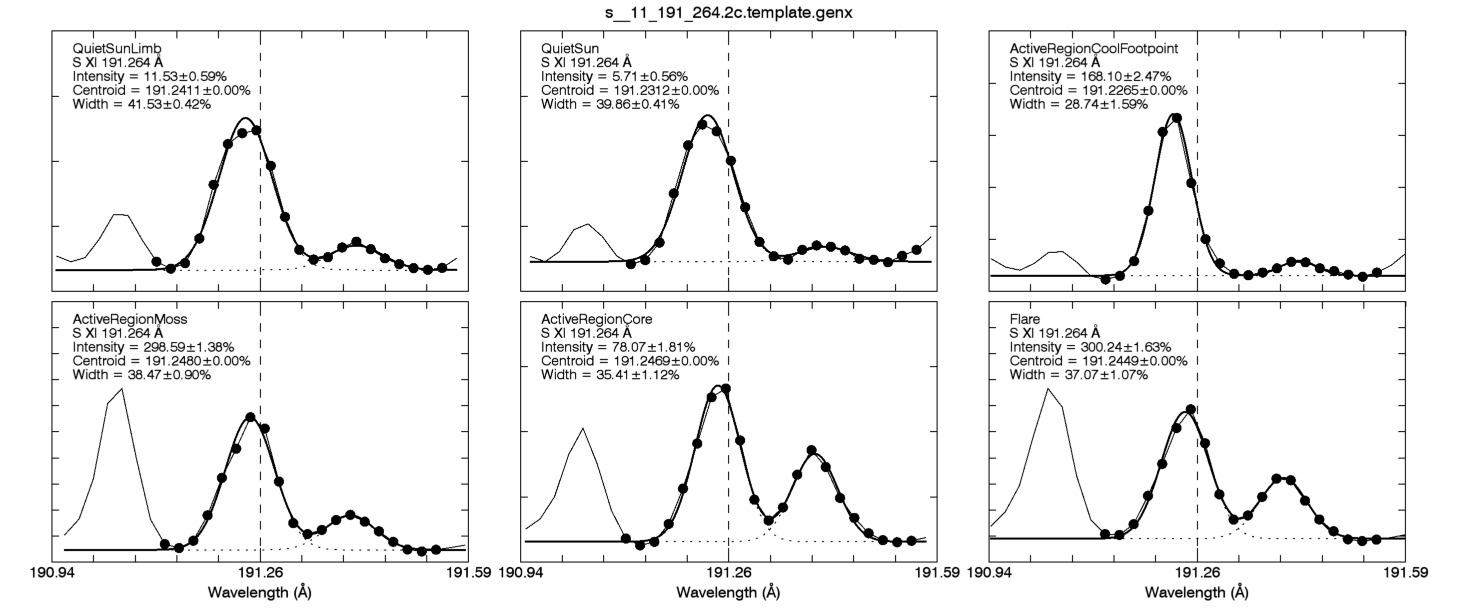 s__11_191_264.2c.template.genx
QuietSunLimb
S XI 191.264 Å
Intensity = 11.53±0.59%
Centroid = 191.2411±0.00%
Width = 41.53±0.42%
QuietSun
S XI 191.264 Å
Intensity = 5.71±0.56%
Centroid = 191.2312±0.00%
Width = 39.86±0.41%
ActiveRegionCoolFootpoint
S XI 191.264 Å
Intensity = 168.10±2.47%
Centroid = 191.2265±0.00%
Width = 28.74±1.59%
ActiveRegionMoss
S XI 191.264 Å
Intensity = 298.59±1.38%
Centroid = 191.2480±0.00%
Width = 38.47±0.90%
ActiveRegionCore
S XI 191.264 Å
Intensity = 78.07±1.81%
Centroid = 191.2469±0.00%
Width = 35.41±1.12%
Flare
S XI 191.264 Å
Intensity = 300.24±1.63%
Centroid = 191.2449±0.00%
Width = 37.07±1.07%
190.94 191.26 191.59
Wavelength (Å)
190.94 191.26 191.59
Wavelength (Å)
190.94 191.26 191.59
Wavelength (Å)